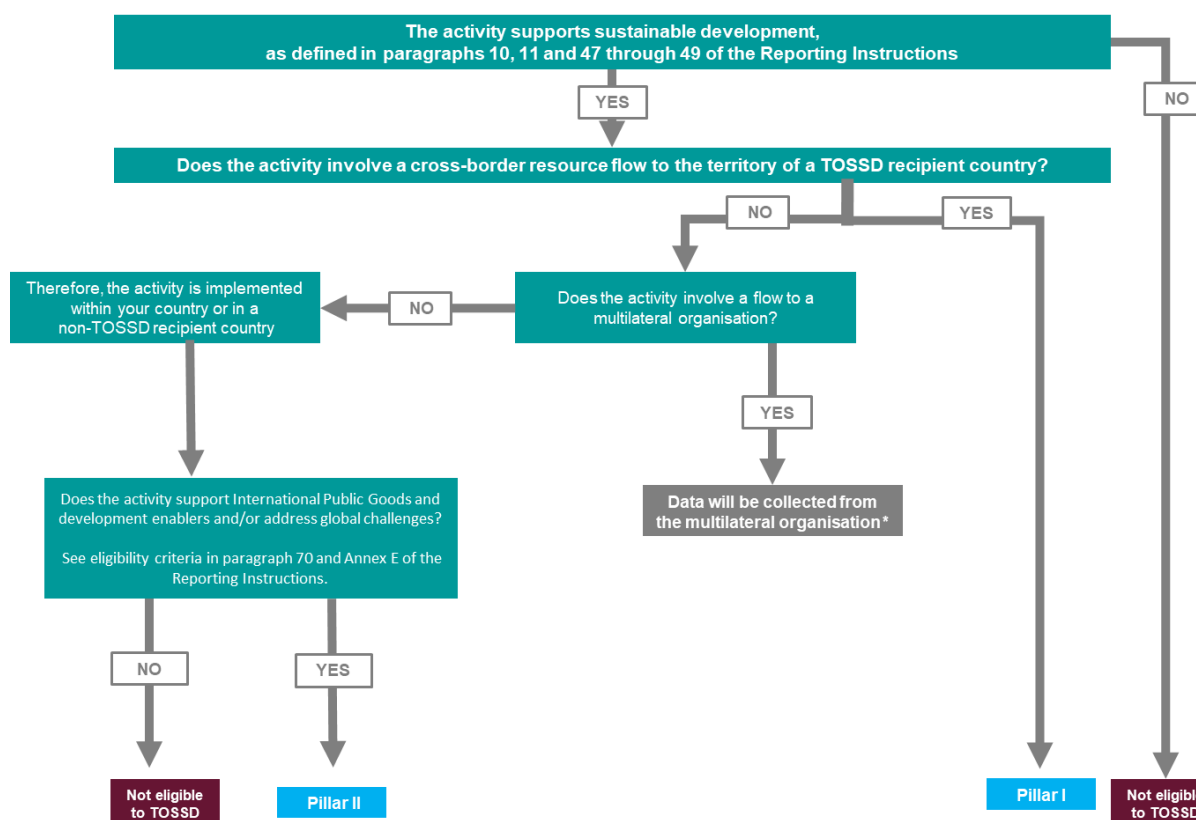 The activity supports sustainable development,
as defined in paragraphs 10, 11 and 47 through 49 of the Reporting Instructions
NO
YES
Does the activity involve a cross-border resource flow to the territory of a TOSSD recipient country?
NO
YES
Therefore, the activity is implemented
within your country or in a
non-TOSSD recipient country
NO
Does the activity involve a flow to a
multilateral organisation?
YES
Does the activity support International Public Goods and
development enablers and/or address global challenges?
See eligibility criteria in paragraph 70 and Annex E of the
Reporting Instructions.
Data will be collected from
the multilateral organisation*
NO
YES
Not eligible
to TOSSD
Pillar II
Pillar I
Not eligible
to TOSSD